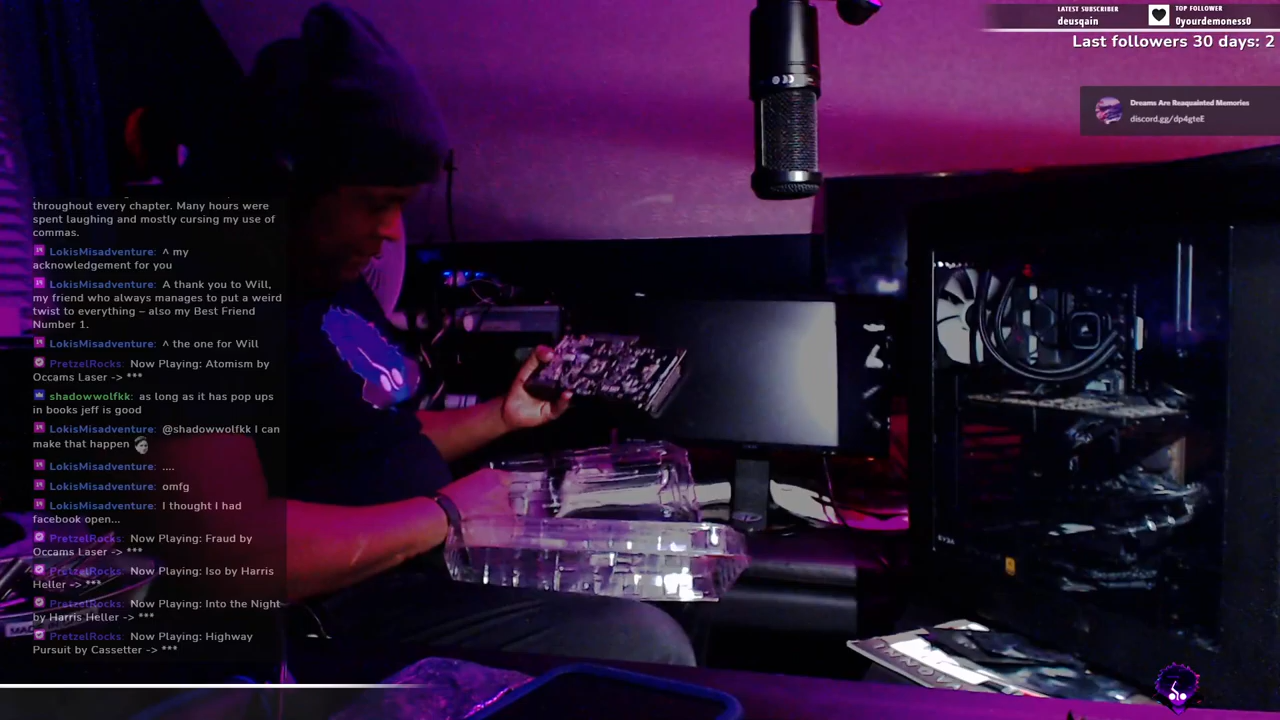 LATEST SUBSCRIBER
deusqain
TOP FOLLOWER
0yourdemoness0
Last followers 30 days: 2
Dreams Are Reaquainted Memories
discord.gg/dp4gteE
throughout every chapter. Many hours were
spent laughing and mostly cursing my use of
commas.
LokisMisadventure: ^ my
acknowledgement for you
LokisMisadventure: A thank you to Will,
my friend who always manages to put a weird
twist to everything – also my Best Friend
Number 1.
LokisMisadventure: ^ the one for Will
PretzelRocks: Now Playing: Atomism by
Occams Laser -> ***
shadowwolfkk: as long as it has pop ups
in books jeff is good
LokisMisadventure: @shadowwolfkk I can
make that happen
LokisMisadventure: ....
LokisMisadventure: omfg
LokisMisadventure: I thought I had
facebook open...
PretzelRocks: Now Playing: Fraud by
Occams Laser -> ***
PretzelRocks: Now Playing: Iso by Harris
Heller -> ***
PretzelRocks: Now Playing: Into the Night
by Harris Heller -> ***
PretzelRocks: Now Playing: Highway
Pursuit by Cassetter -> ***